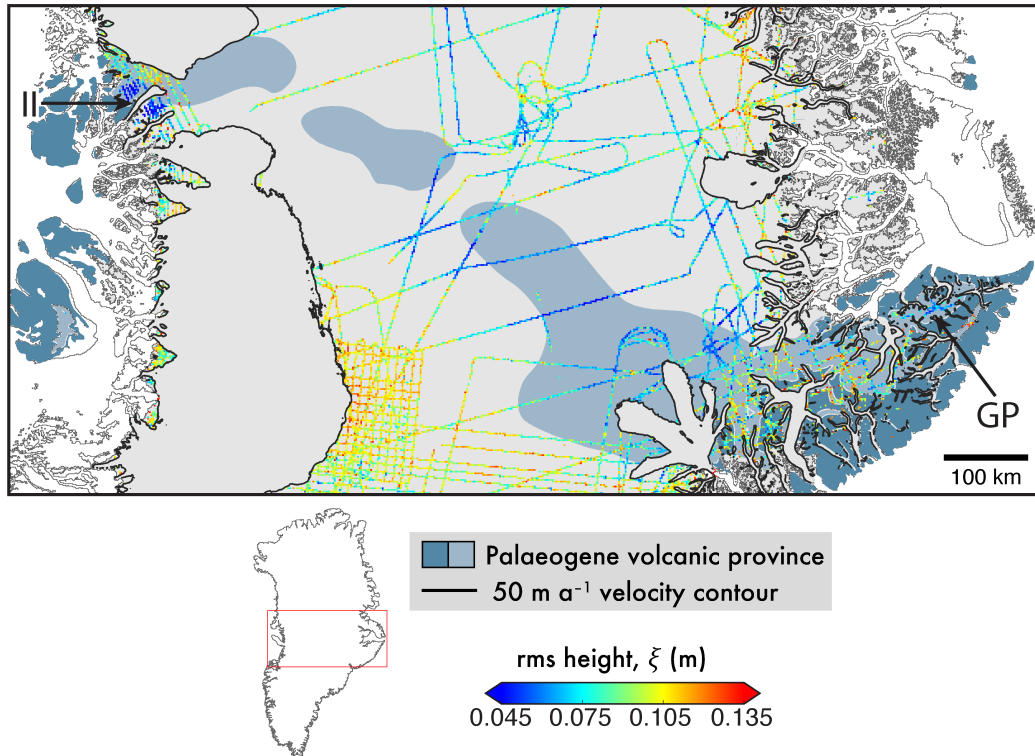 II
GP
100 km
Palaeogene volcanic province
50 m a⁻¹ velocity contour
rms height, ξ (m)
0.045 0.075 0.105 0.135